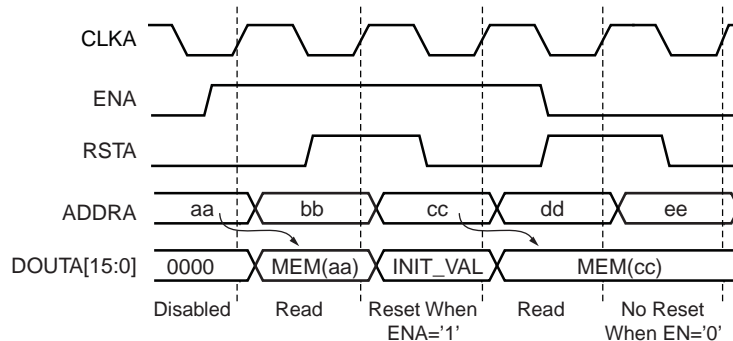 CLKA
ENA
RSTA
ADDRA aa bb cc dd ee
DOUTA[15:0] 0000 MEM(aa) INIT_VAL MEM(cc)
Disabled Read Reset When Read No Reset
ENA='1' When EN='0'